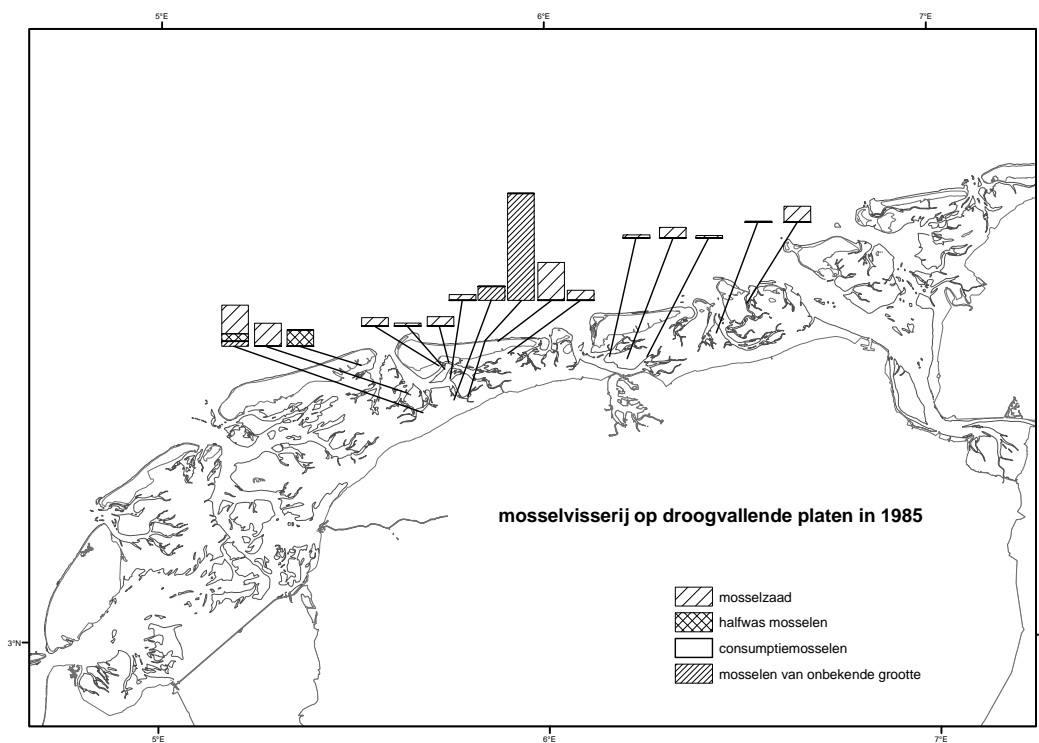 5°E 6°E 7°E
mosselvisserij op droogvallende platen in 1985
mosselzaad
halfwas mosselen
3°N
consumptiemosselen
mosselen van onbekende grootte
5°E 6°E 7°E